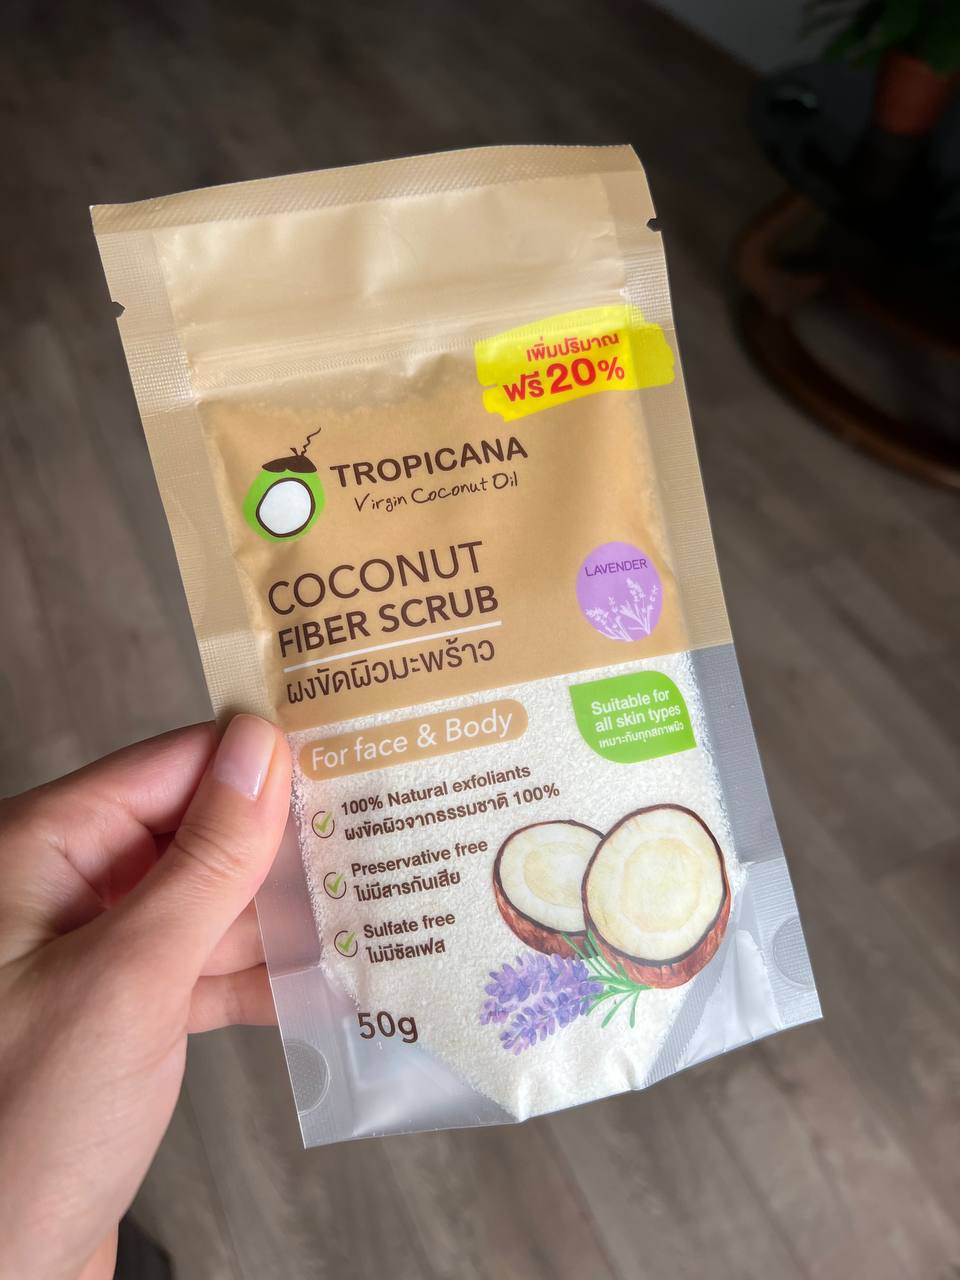 เพิ่มปริมาณ
ฟรี 20%
TROPICANA
Virgin Coconut Oil
COCONUT
FIBER SCRUB
ผงขัดผิวมะพร้าว
LAVENDER
For face & Body
Suitable for
all skin types
เหมาะกับทุกสภาพผิว
100% Natural exfoliants
ผงขัดผิวจากธรรมชาติ 100%
Preservative free
ไม่มีสารกันเสีย
Sulfate free
ไม่มีซัลเฟส
50g